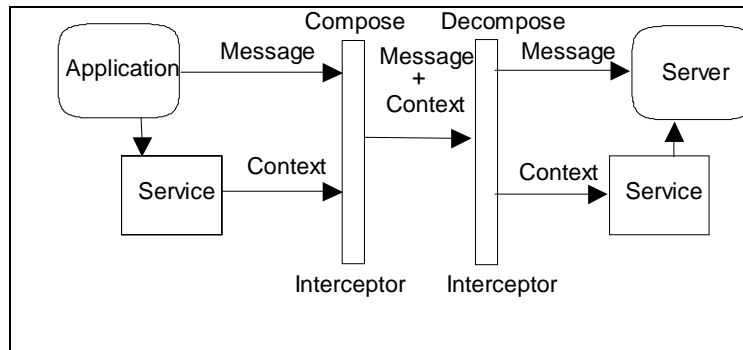 Compose
Decompose
Application
Message
Message
+
Context
Message
Server
Service
Context
Context
Service
Interceptor
Interceptor